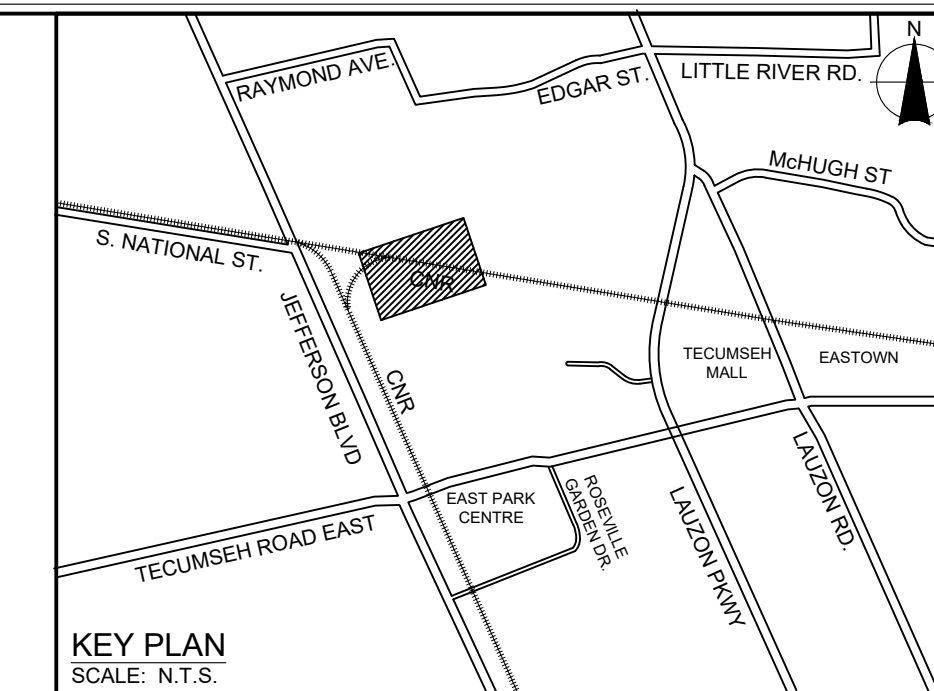 N
RAYMOND AVE.
EDGAR ST.
LITTLE RIVER RD.
McHUGH ST
S. NATIONAL ST.
CNR
JEFFERSON BLVD
CNR
TECUMSEH
MALL
EASTOWN
EAST PARK
CENTRE
ROSEVILLE
GARDEN DR.
LAUZON PKWY
LAUZON RD.
TECUMSEH ROAD EAST
KEY PLAN
SCALE: N.T.S.